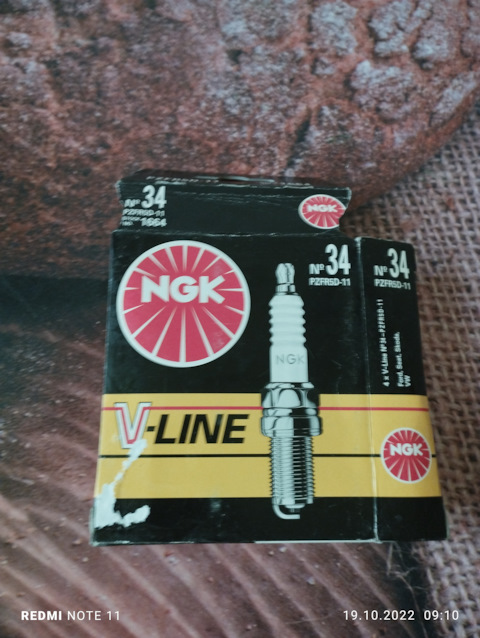 Nº 34
PZFR5D-11
NGK
NGK
Nº 34
PZFR5D-11
NGK
V-LINE
Nº 34
PZFR5D-11
4 x V-Line Nº34-PZFR5D-11
Ford, Seat, Skoda,
VW
NGK
REDMI NOTE 11
19.10.2022 09:10